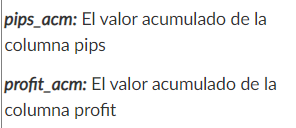 pips_acm: El valor acumulado de la
columna pips
profit_acm: El valor acumulado de la
columna profit